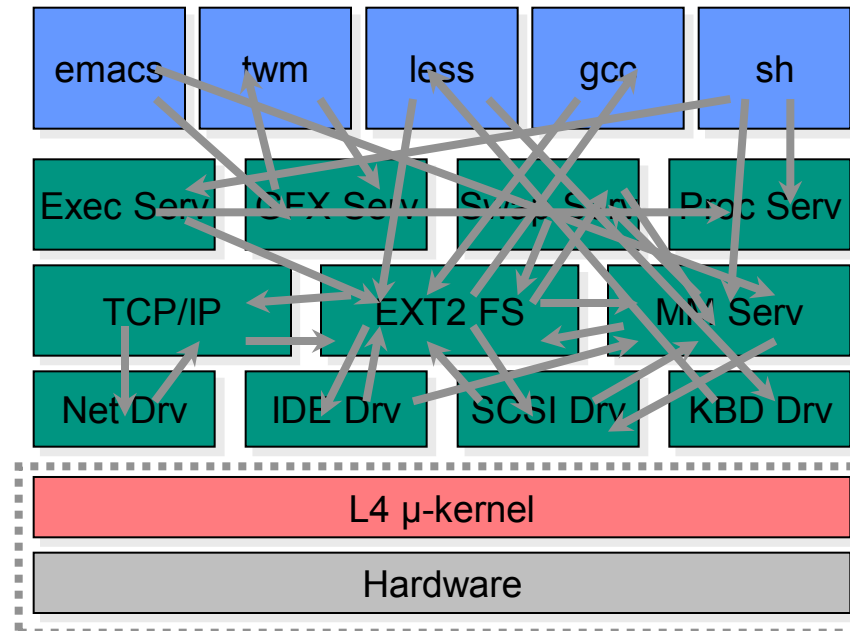 emacs
twm
less
gcc
sh
Exec Serv
GFX Serv
Swap Serv
Proc Serv
TCP/IP
EXT2 FS
MM Serv
Net Drv
IDE Drv
SCSI Drv
KBD Drv
L4 µ-kernel
Hardware